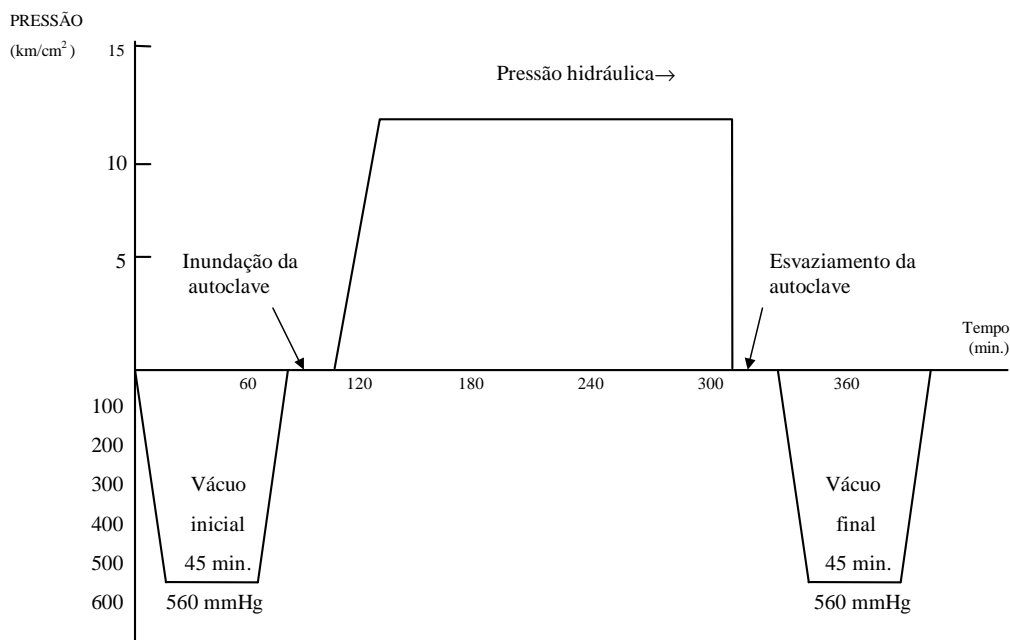 PRESSÃO
(km/cm²)
15
Pressão hidráulica→
10
5
Inundação da
autoclave
Esvaziamento da
autoclave
Tempo
(min.)
60 120 180 240 300 360
100
200
300
400
500
600
Vácuo
inicial
45 min.
560 mmHg
Vácuo
final
45 min.
560 mmHg